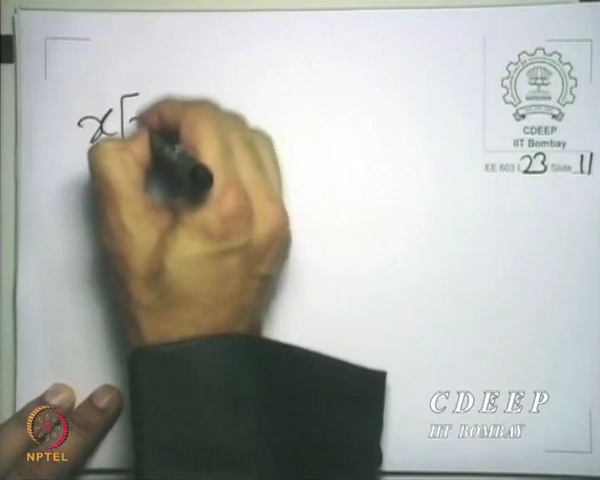 x[
CDEEP
IIT Bombay
EE 603 L 23 Slide 11
CDEEP
IIT BOMBAY
NPTEL